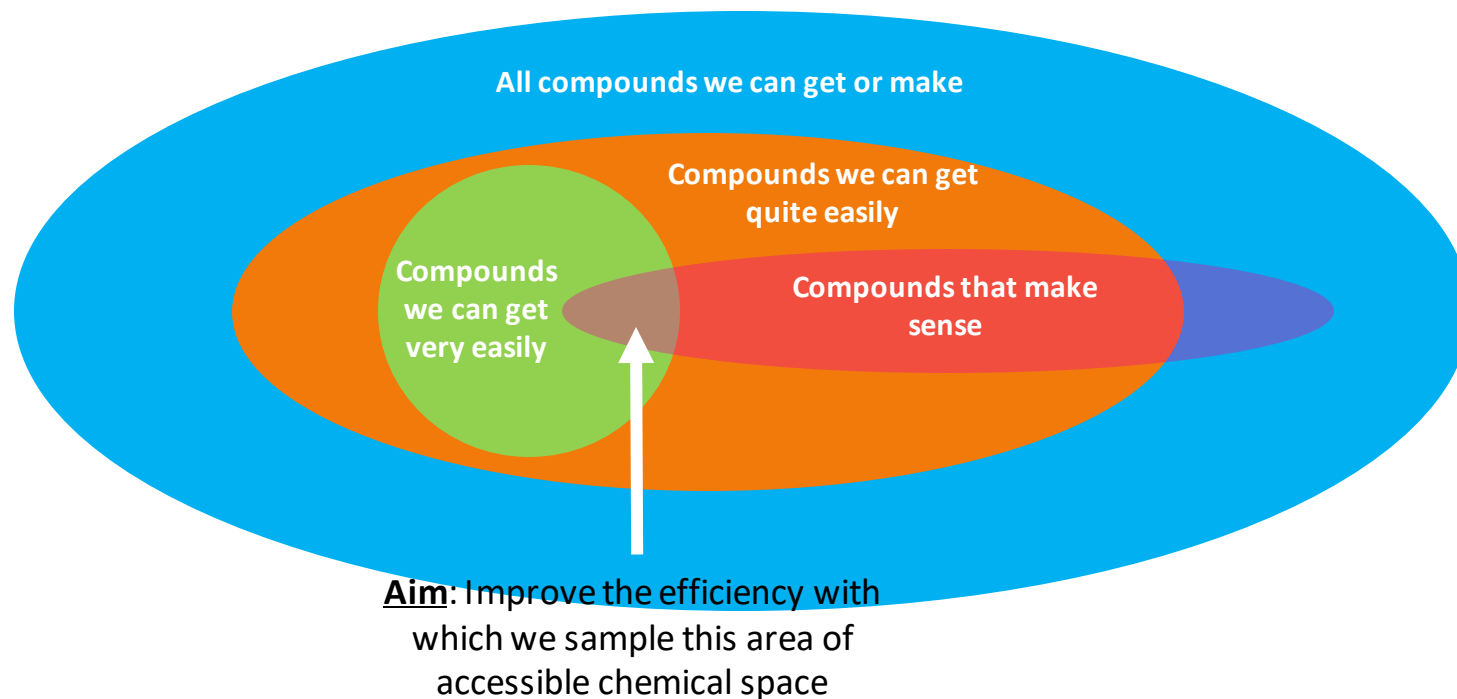 All compounds we can get or make
Compounds we can get
quite easily
Compounds
we can get
very easily
Compounds that make
sense
Aim: Improve the efficiency with
which we sample this area of
accessible chemical space